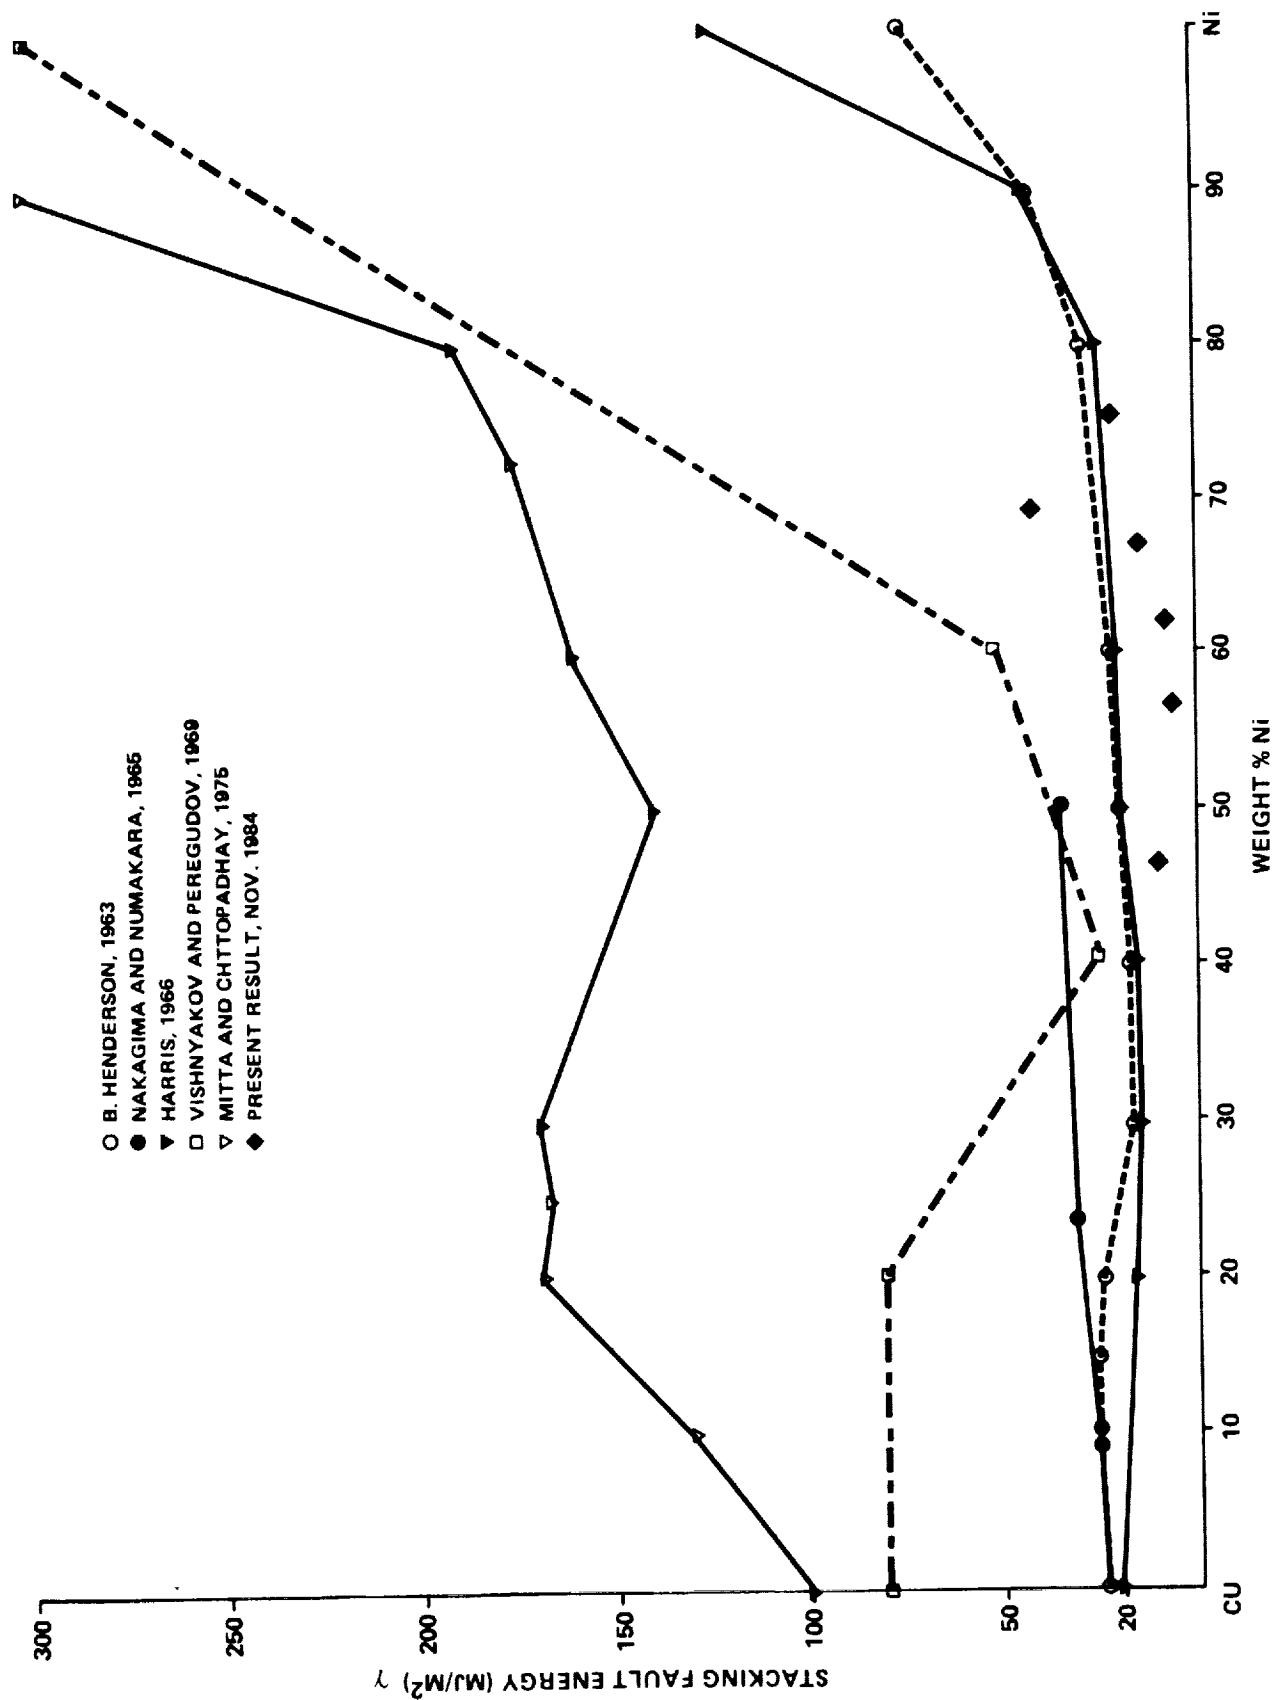 ○ B. HENDERSON, 1963
● NAKAGIMA AND NUMAKARA, 1965
▼ HARRIS, 1966
□ VISHNYAKOV AND PEREGUDOV, 1969
▽ MITTA AND CHTTOPADHAY, 1975
◆ PRESENT RESULT, NOV. 1984
STACKING FAULT ENERGY (MJ/M²) γ
300
250
200
150
100
50
20
CU
10
20
30
40
50
60
70
80
90
Ni
WEIGHT % Ni